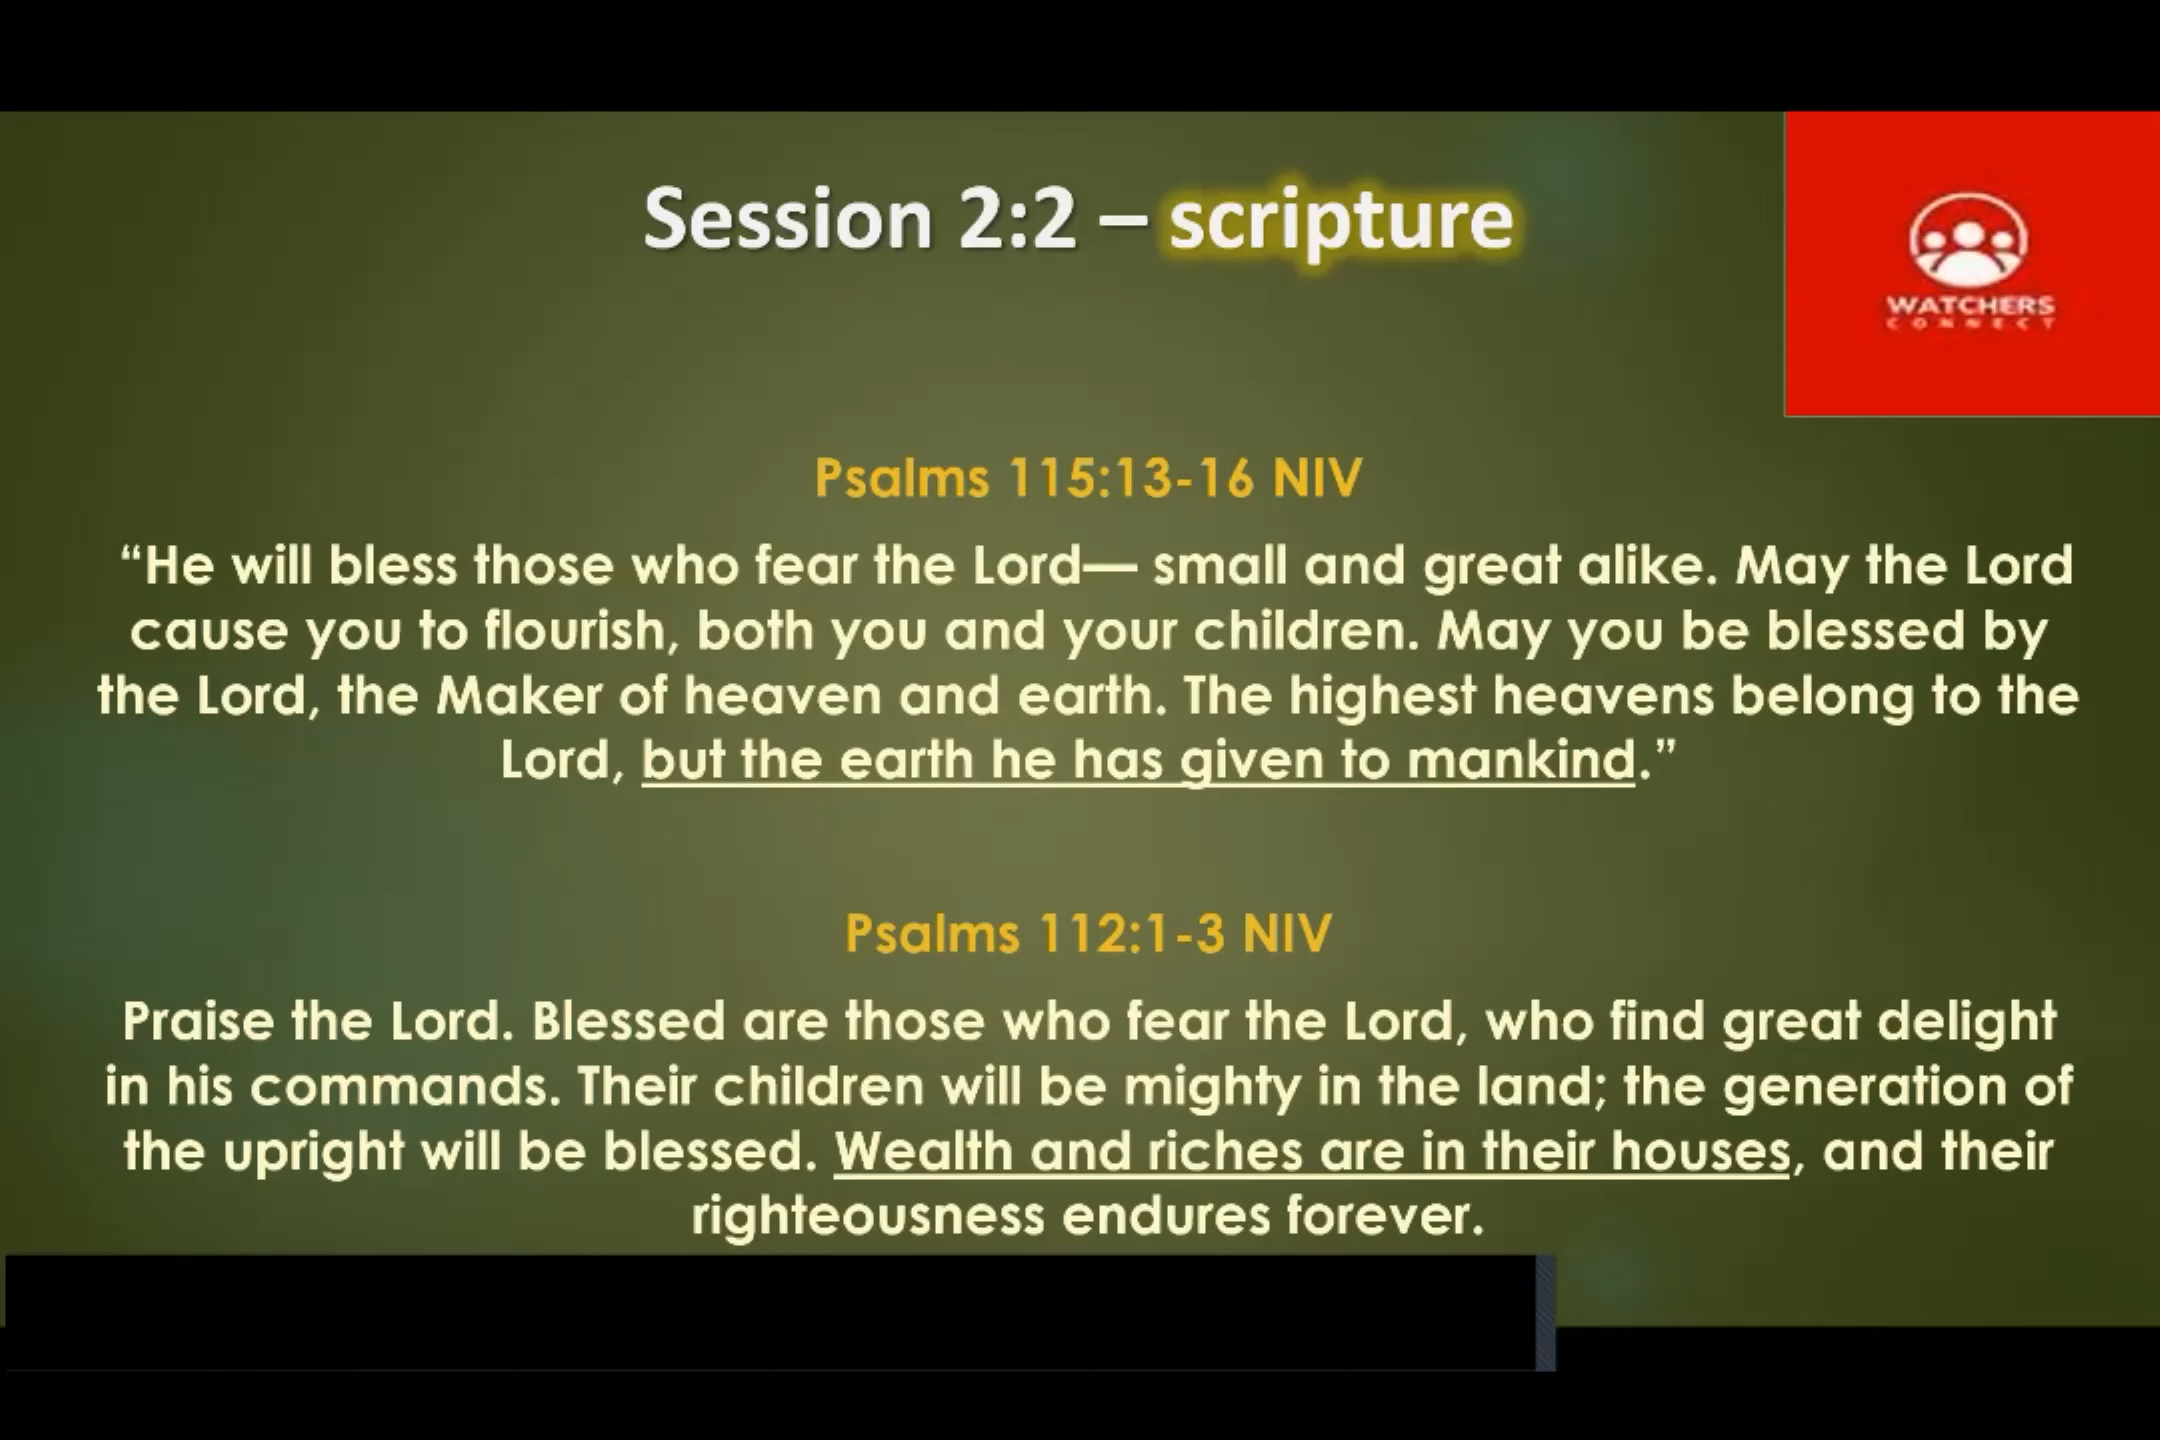 Session 2:2 – scripture
WATCHERS
CONNECT
Psalms 115:13-16 NIV
“He will bless those who fear the Lord— small and great alike. May the Lord
cause you to flourish, both you and your children. May you be blessed by
the Lord, the Maker of heaven and earth. The highest heavens belong to the
Lord, but the earth he has given to mankind.”
Psalms 112:1-3 NIV
Praise the Lord. Blessed are those who fear the Lord, who find great delight
in his commands. Their children will be mighty in the land; the generation of
the upright will be blessed. Wealth and riches are in their houses, and their
righteousness endures forever.